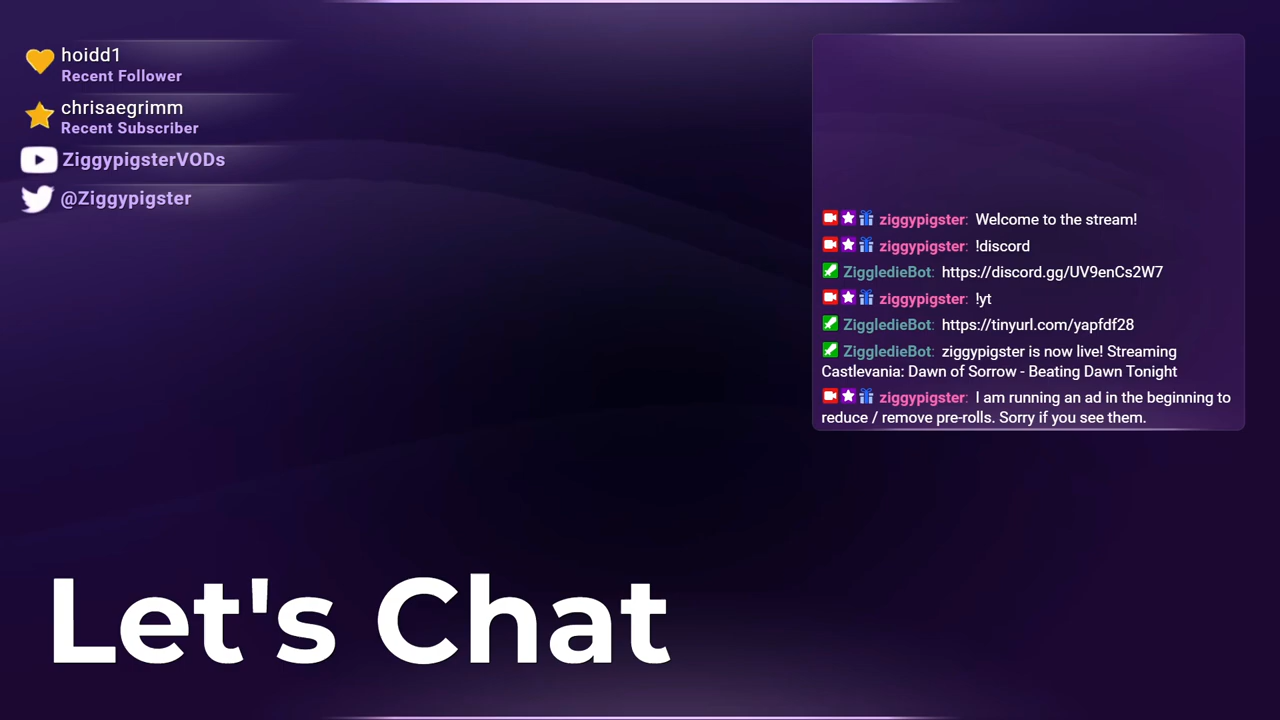 hoidd1
Recent Follower
chrisaegrimm
Recent Subscriber
ZiggypigsterVODs
@Ziggypigster
ziggypigster: Welcome to the stream!
ziggypigster: !discord
ZiggledieBot: https://discord.gg/UV9enCs2W7
ziggypigster: !yt
ZiggledieBot: https://tinyurl.com/yapfdf28
ZiggledieBot: ziggypigster is now live! Streaming
Castlevania: Dawn of Sorrow - Beating Dawn Tonight
ziggypigster: I am running an ad in the beginning to
reduce / remove pre-rolls. Sorry if you see them.
Let's Chat